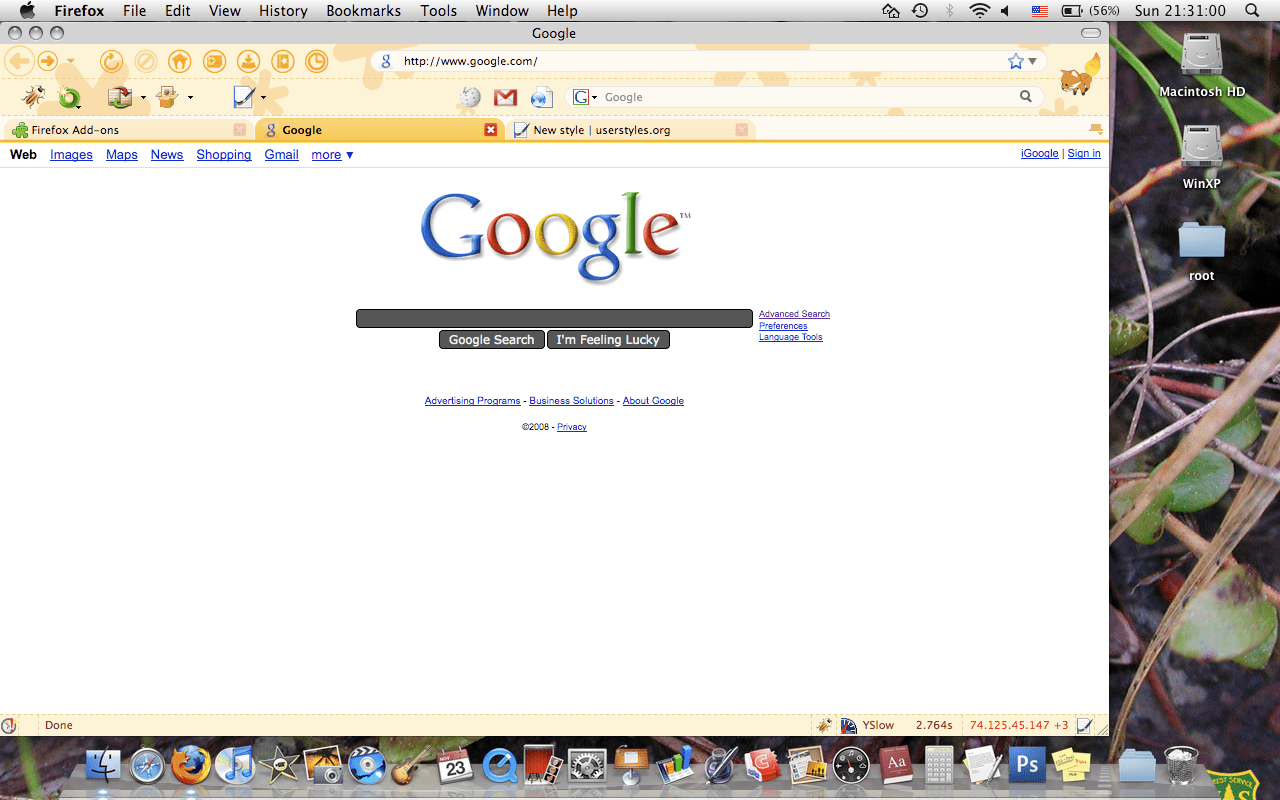 Firefox File Edit View History Bookmarks Tools Window Help (56%) Sun 21:31:00
Google
http://www.google.com/
Google
Firefox Add-ons Google New style | userstyles.org
Web Images Maps News Shopping Gmail more ▼ iGoogle | Sign in
Google™
Advanced Search
Preferences
Language Tools
Google Search I'm Feeling Lucky
Advertising Programs - Business Solutions - About Google
©2008 - Privacy
Macintosh HD
WinXP
root
Done YSlow 2.764s 74.125.45.147 +3
NOV 23
Aa
Ps